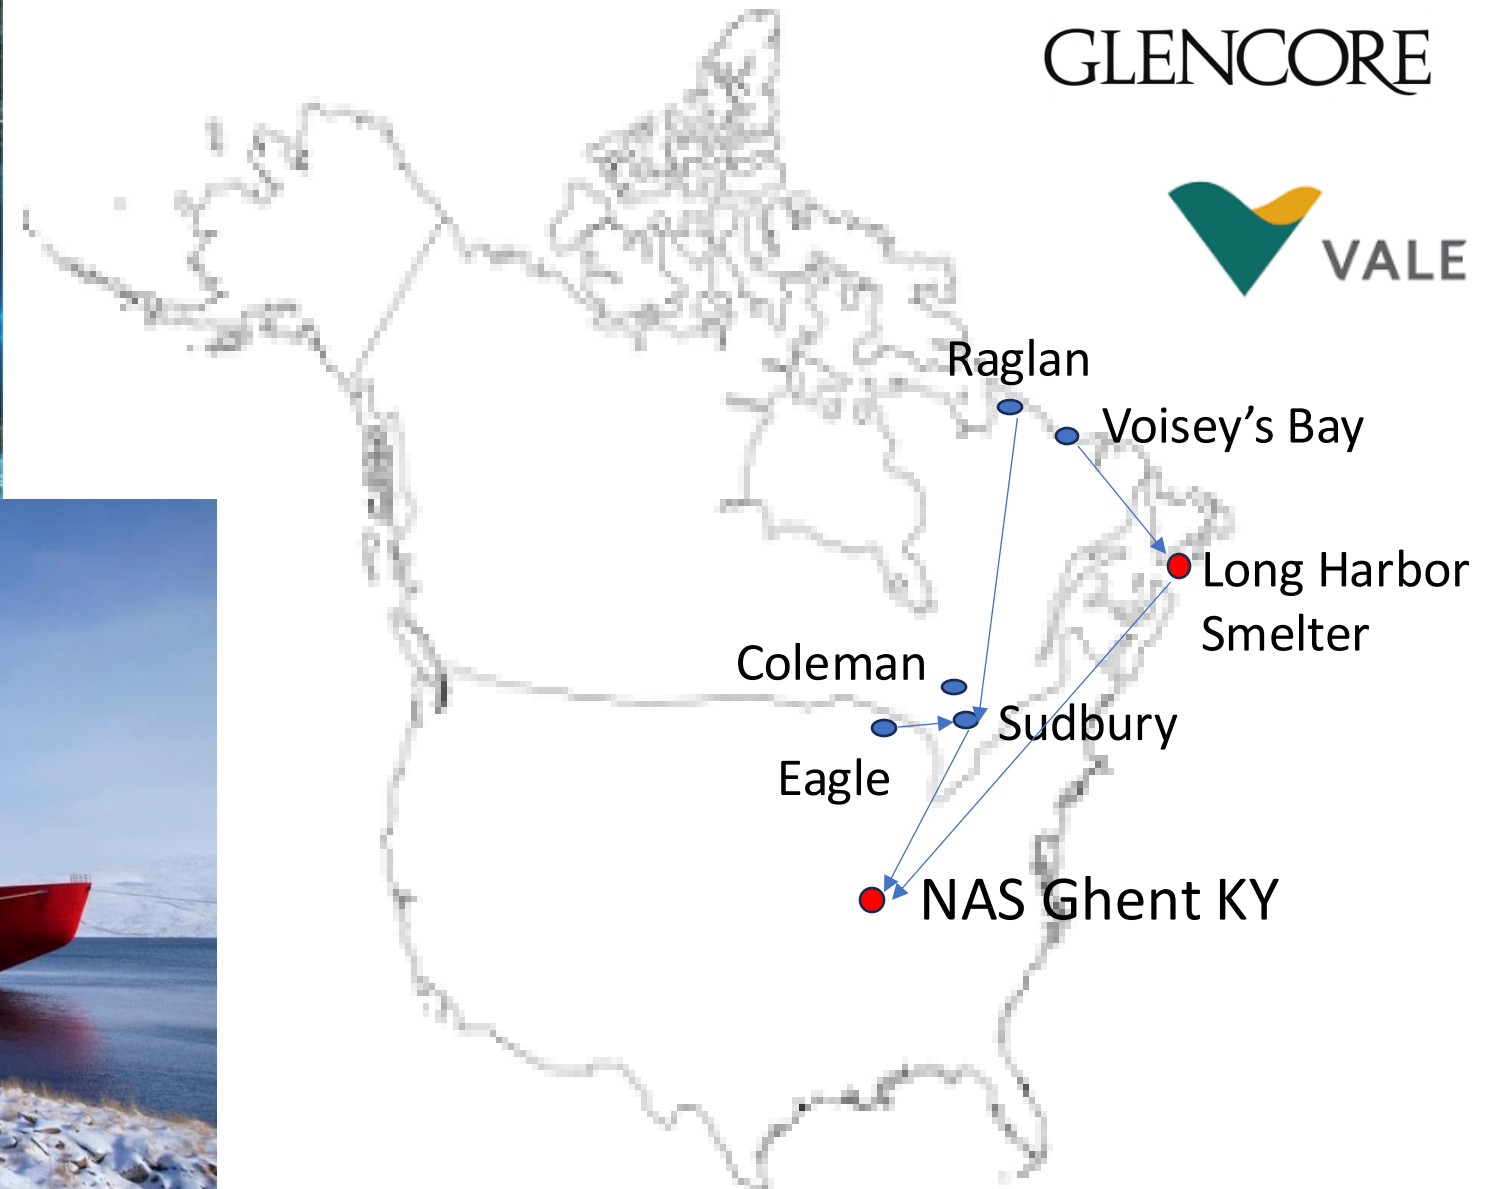 GLENCORE
VALE
Raglan
Voisey’s Bay
Long Harbor
Smelter
Coleman
Sudbury
Eagle
NAS Ghent KY